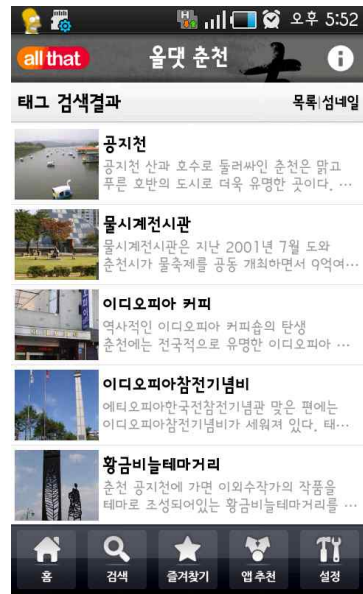 오후 5:52
all that
올댓 춘천
태그 검색결과
목록|섬네일
공지천
공지천 산과 호수로 둘러싸인 춘천은 맑고
푸른 호반의 도시로 더욱 유명한 곳이다. ...
물시계전시관
물시계전시관은 지난 2001년 7월 도와
춘천시가 물축제를 공동 개최하면서 9억여...
이디오피아 커피
역사적인 이디오피아 커피숍의 탄생
춘천에는 전국적으로 유명한 이디오피아 ...
이디오피아참전기념비
에티오피아한국전참전기념관 맞은 편에는
이디오피아참전기념비가 세워져 있다. 태...
황금비늘테마거리
춘천 공지천에 가면 이외수작가의 작품을
테마로 조성되어있는 황금비늘테마거리를 ...
홈
검색
즐겨찾기
앱 추천
설정